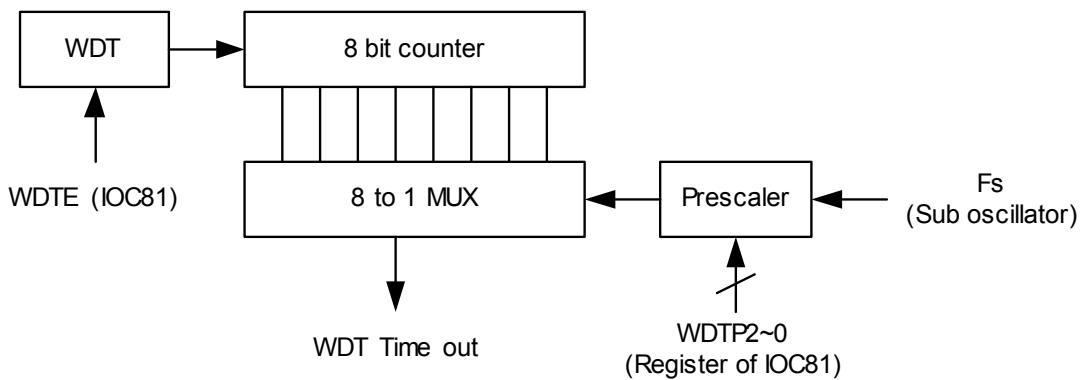 WDT
8 bit counter
WDTE (IOC81)
8 to 1 MUX
Prescaler
Fs
(Sub oscillator)
WDT Time out
WDTP2~0
(Register of IOC81)